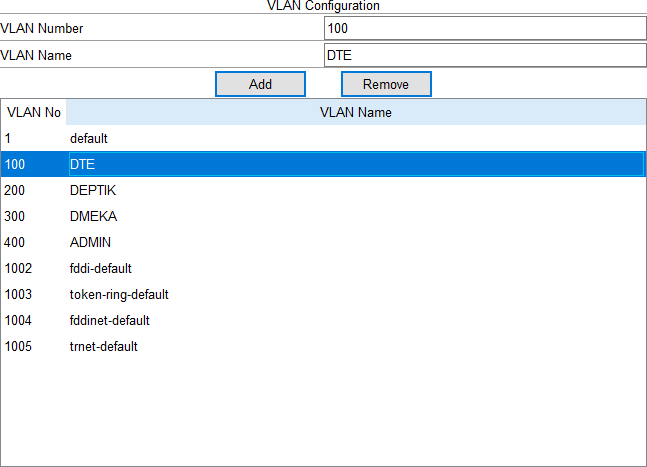 VLAN Configuration
VLAN Number 100
VLAN Name DTE
Add Remove
VLAN No VLAN Name
1 default
100 DTE
200 DEPTIK
300 DMEKA
400 ADMIN
1002 fddi-default
1003 token-ring-default
1004 fddinet-default
1005 trnet-default